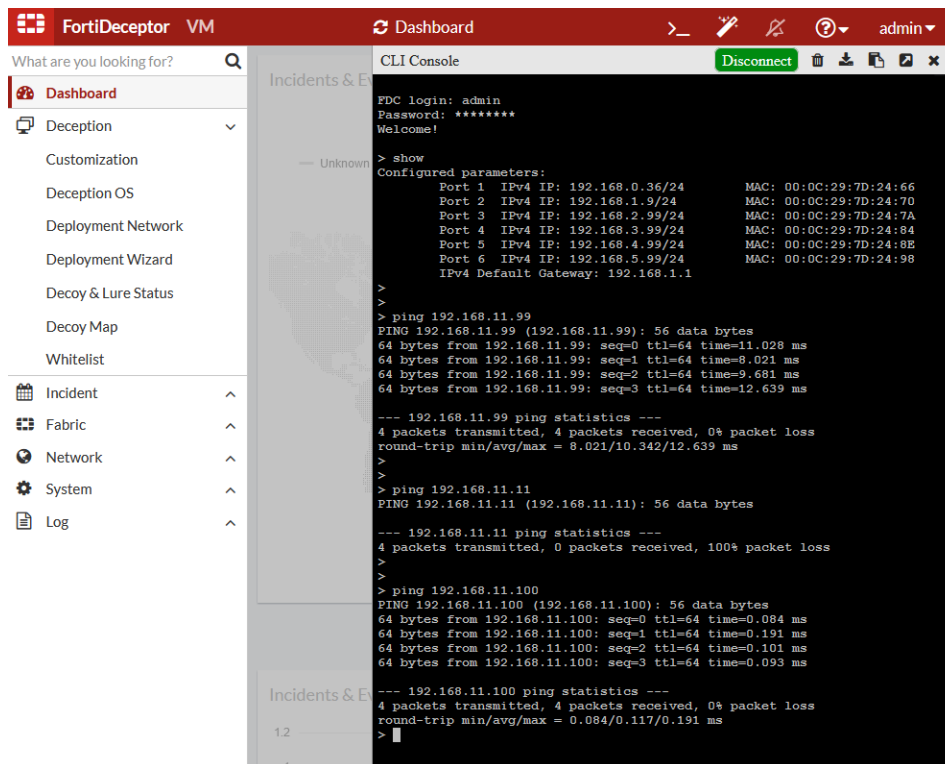 FortiDeceptor VM
Dashboard
>_
admin
What are you looking for?
Dashboard
Deception
Customization
Deception OS
Deployment Network
Deployment Wizard
Decoy & Lure Status
Decoy Map
Whitelist
Incident
Fabric
Network
System
Log
Incidents & Ev
Unknown
Incidents & Ev
1.2
CLI Console
Disconnect
FDC login: admin
Password: ********
Welcome!
> show
Configured parameters:
Port 1 IPv4 IP: 192.168.0.36/24 MAC: 00:0C:29:7D:24:66
Port 2 IPv4 IP: 192.168.1.9/24 MAC: 00:0C:29:7D:24:70
Port 3 IPv4 IP: 192.168.2.99/24 MAC: 00:0C:29:7D:24:7A
Port 4 IPv4 IP: 192.168.3.99/24 MAC: 00:0C:29:7D:24:84
Port 5 IPv4 IP: 192.168.4.99/24 MAC: 00:0C:29:7D:24:8E
Port 6 IPv4 IP: 192.168.5.99/24 MAC: 00:0C:29:7D:24:98
IPv4 Default Gateway: 192.168.1.1
>
>
> ping 192.168.11.99
PING 192.168.11.99 (192.168.11.99): 56 data bytes
64 bytes from 192.168.11.99: seq=0 ttl=64 time=11.028 ms
64 bytes from 192.168.11.99: seq=1 ttl=64 time=8.021 ms
64 bytes from 192.168.11.99: seq=2 ttl=64 time=9.681 ms
64 bytes from 192.168.11.99: seq=3 ttl=64 time=12.639 ms
--- 192.168.11.99 ping statistics ---
4 packets transmitted, 4 packets received, 0% packet loss
round-trip min/avg/max = 8.021/10.342/12.639 ms
>
>
> ping 192.168.11.11
PING 192.168.11.11 (192.168.11.11): 56 data bytes
--- 192.168.11.11 ping statistics ---
4 packets transmitted, 0 packets received, 100% packet loss
>
>
> ping 192.168.11.100
PING 192.168.11.100 (192.168.11.100): 56 data bytes
64 bytes from 192.168.11.100: seq=0 ttl=64 time=0.084 ms
64 bytes from 192.168.11.100: seq=1 ttl=64 time=0.191 ms
64 bytes from 192.168.11.100: seq=2 ttl=64 time=0.101 ms
64 bytes from 192.168.11.100: seq=3 ttl=64 time=0.093 ms
--- 192.168.11.100 ping statistics ---
4 packets transmitted, 4 packets received, 0% packet loss
round-trip min/avg/max = 0.084/0.117/0.191 ms
>